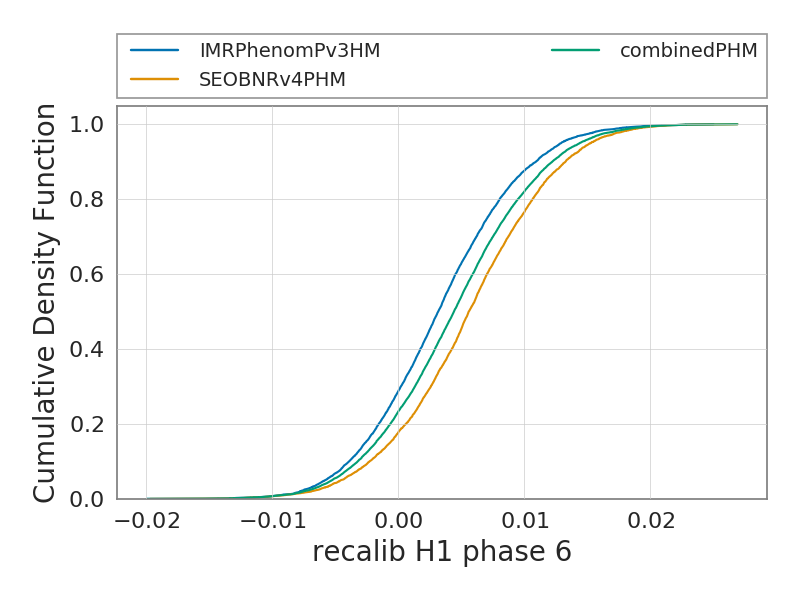 IMRPhenomPv3HM
SEOBNRv4PHM
combinedPHM
Cumulative Density Function
1.0
0.8
0.6
0.4
0.2
0.0
−0.02 −0.01 0.00 0.01 0.02
recalib H1 phase 6